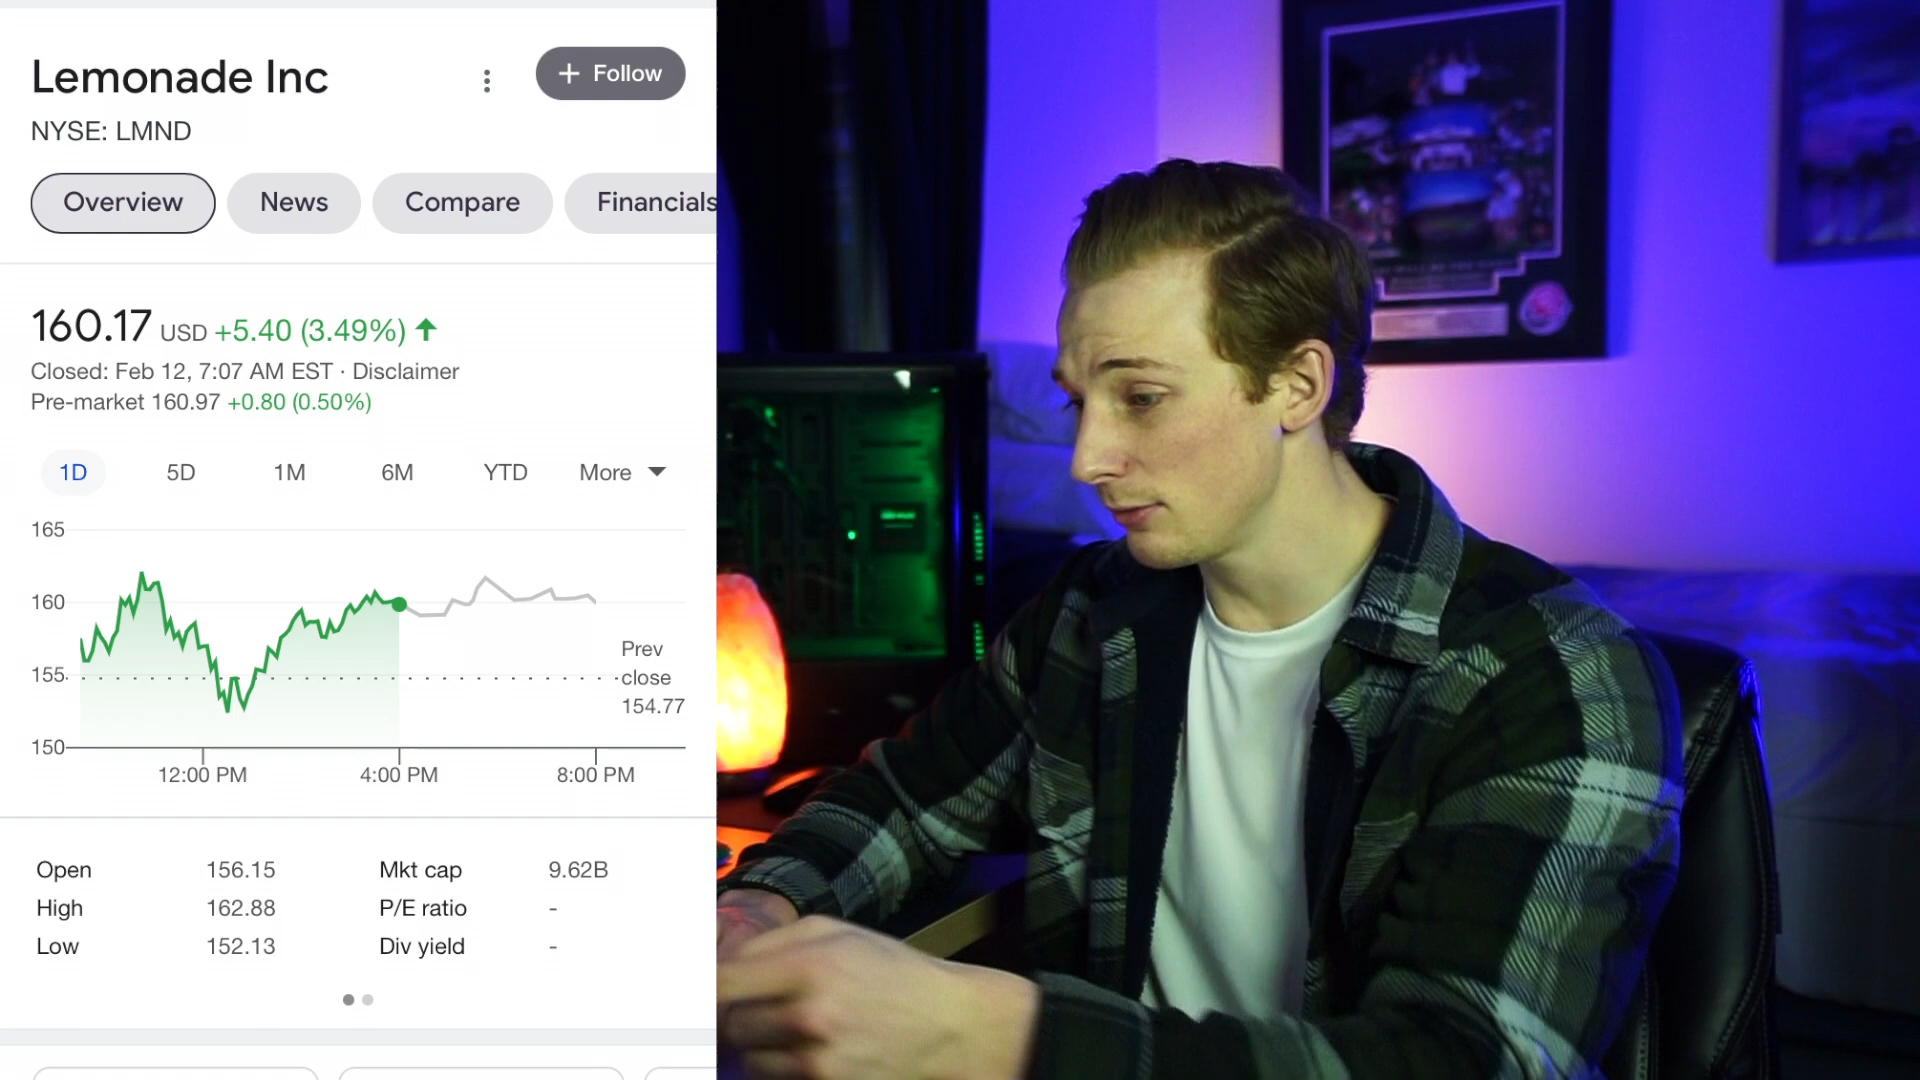 Lemonade Inc
+ Follow
NYSE: LMND
Overview
News
Compare
Financials
160.17 USD +5.40 (3.49%)
Closed: Feb 12, 7:07 AM EST · Disclaimer
Pre-market 160.97 +0.80 (0.50%)
1D
5D
1M
6M
YTD
More
165
160
155
150
Prev
close
154.77
12:00 PM
4:00 PM
8:00 PM
Open 156.15
Mkt cap 9.62B
High 162.88
P/E ratio -
Low 152.13
Div yield -